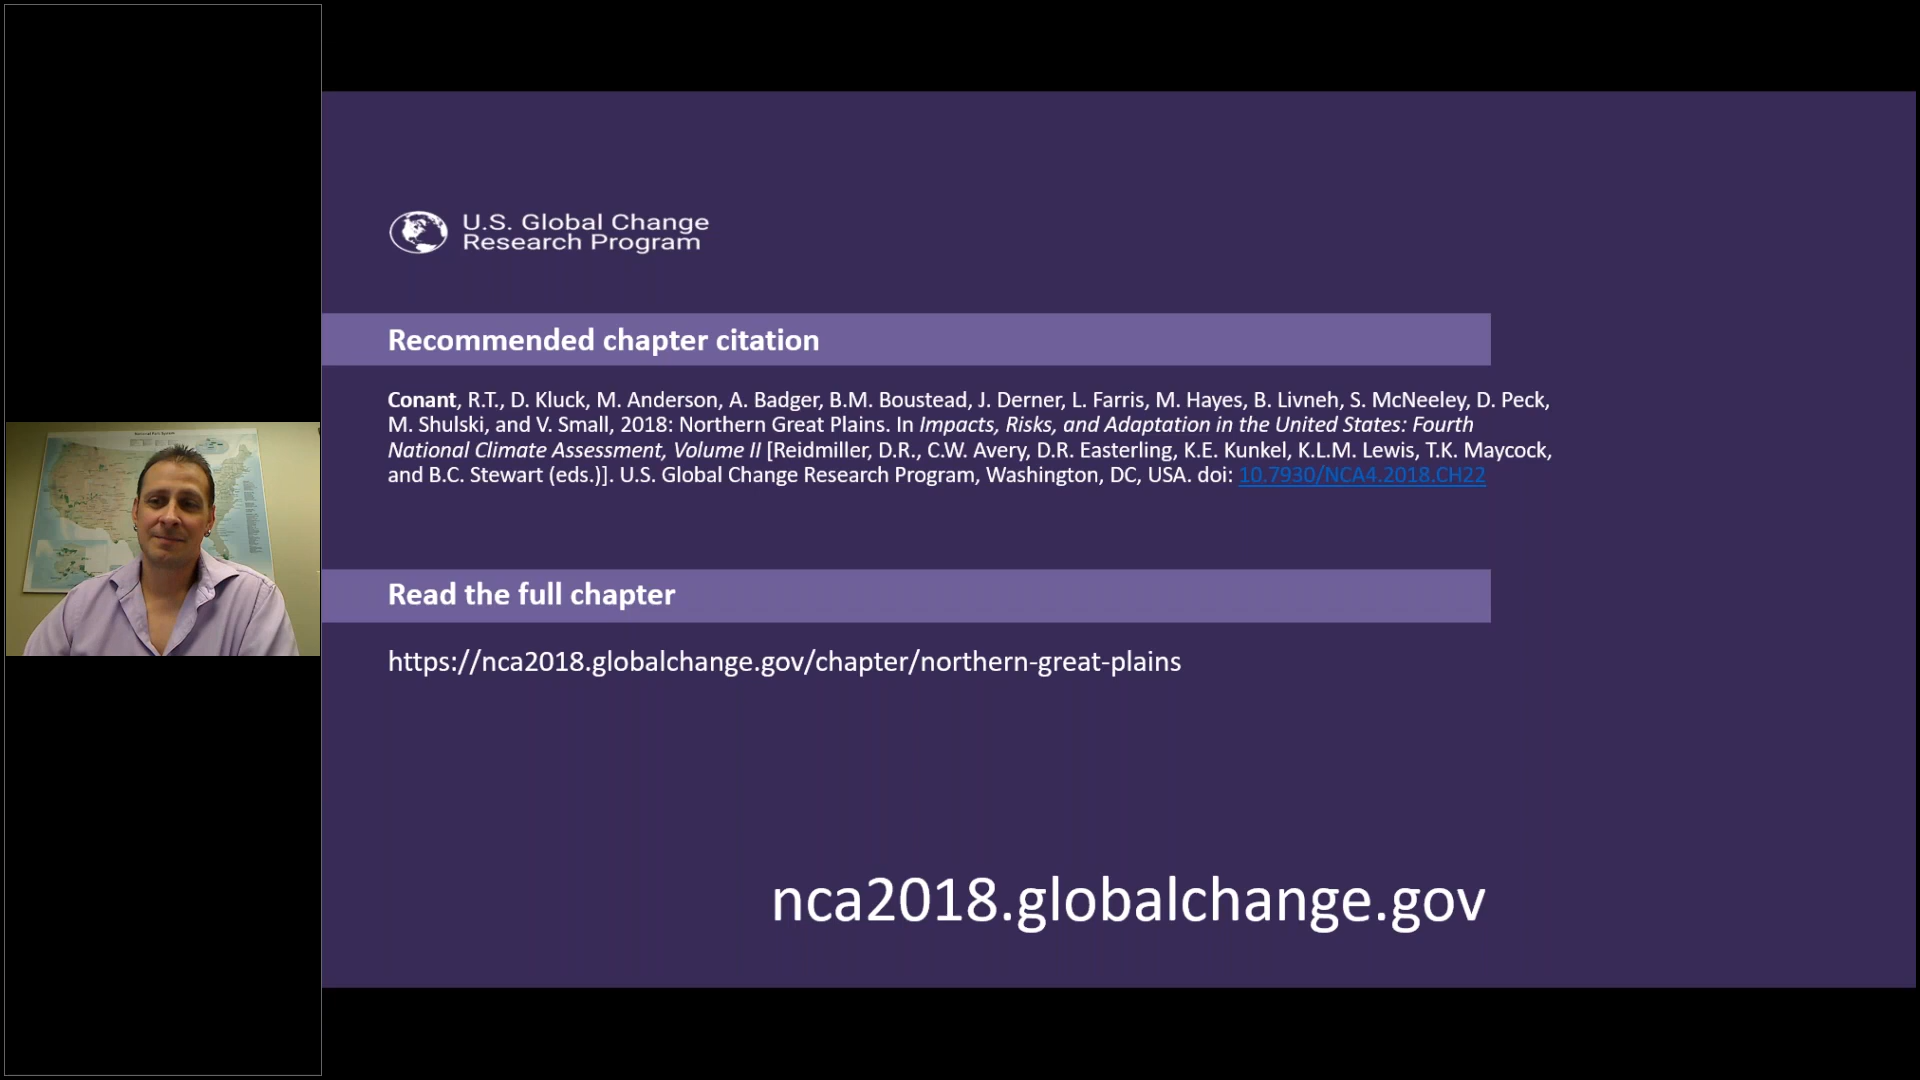 U.S. Global Change
Research Program
Recommended chapter citation
Conant, R.T., D. Kluck, M. Anderson, A. Badger, B.M. Boustead, J. Derner, L. Farris, M. Hayes, B. Livneh, S. McNeeley, D. Peck,
M. Shulski, and V. Small, 2018: Northern Great Plains. In Impacts, Risks, and Adaptation in the United States: Fourth
National Climate Assessment, Volume II [Reidmiller, D.R., C.W. Avery, D.R. Easterling, K.E. Kunkel, K.L.M. Lewis, T.K. Maycock,
and B.C. Stewart (eds.)]. U.S. Global Change Research Program, Washington, DC, USA. doi: 10.7930/NCA4.2018.CH22
Read the full chapter
https://nca2018.globalchange.gov/chapter/northern-great-plains
nca2018.globalchange.gov